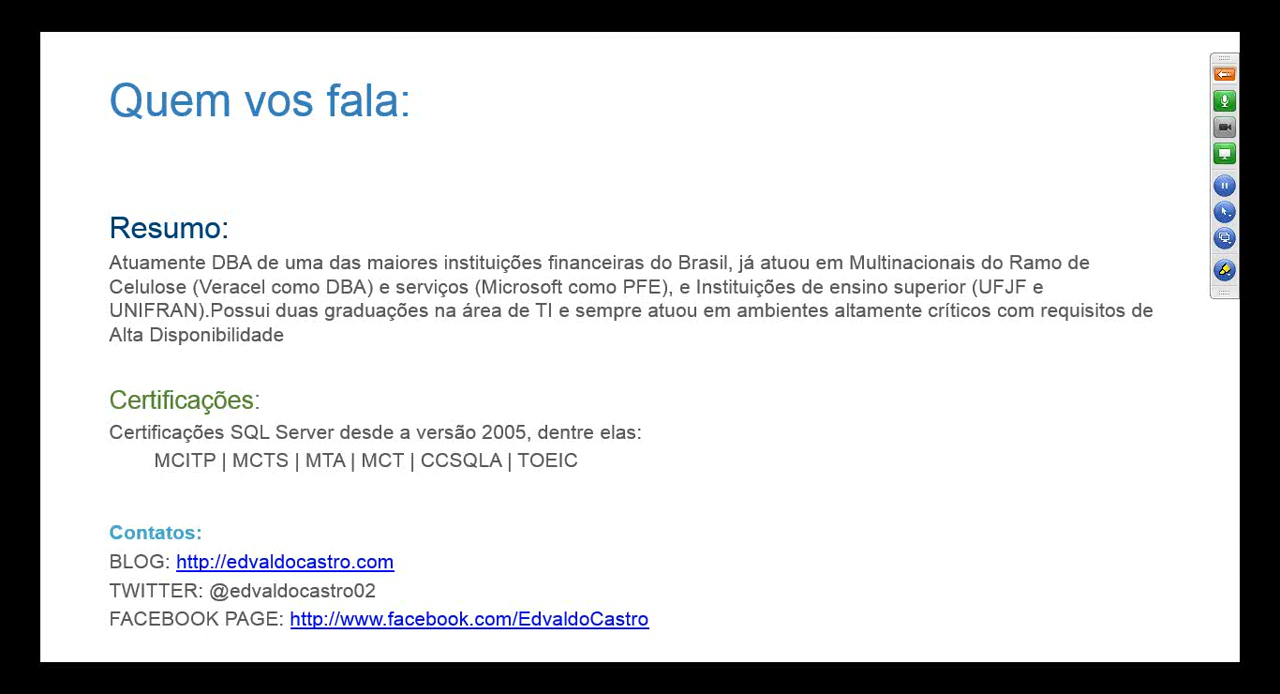 Quem vos fala:
Resumo:
Atuamente DBA de uma das maiores instituições financeiras do Brasil, já atuou em Multinacionais do Ramo de
Celulose (Veracel como DBA) e serviços (Microsoft como PFE), e Instituições de ensino superior (UFJF e
UNIFRAN).Possui duas graduações na área de TI e sempre atuou em ambientes altamente críticos com requisitos de
Alta Disponibilidade
Certificações:
Certificações SQL Server desde a versão 2005, dentre elas:
MCITP | MCTS | MTA | MCT | CCSQLA | TOEIC
Contatos:
BLOG: http://edvaldocastro.com
TWITTER: @edvaldocastro02
FACEBOOK PAGE: http://www.facebook.com/EdvaldoCastro